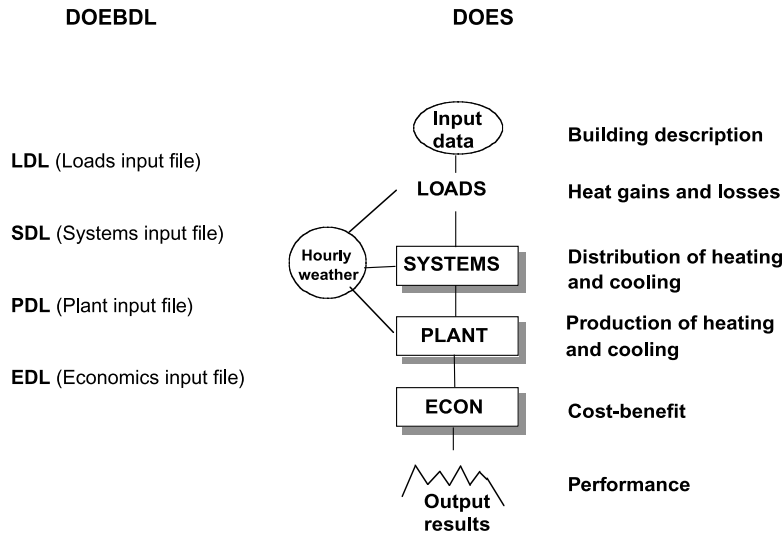 DOEBDL
DOES
Input
data
Building description
LDL (Loads input file)
LOADS
Heat gains and losses
SDL (Systems input file)
Hourly
weather
SYSTEMS
Distribution of heating
and cooling
PDL (Plant input file)
PLANT
Production of heating
and cooling
EDL (Economics input file)
ECON
Cost-benefit
Output
results
Performance